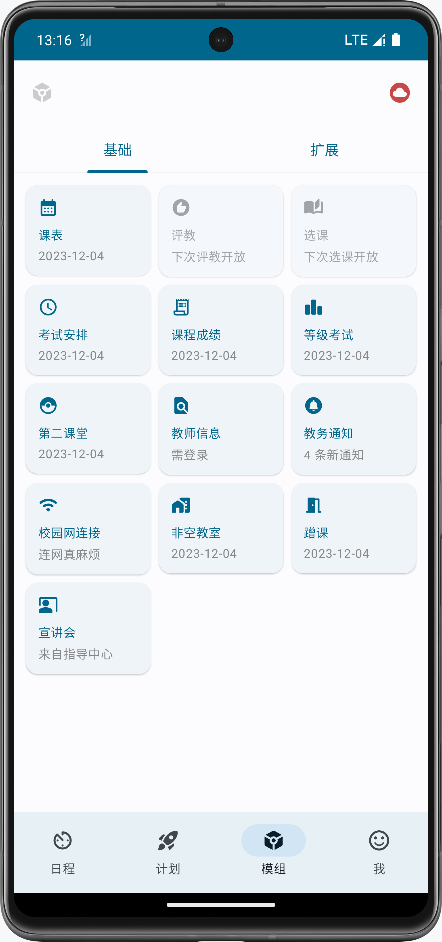 13:16
LTE
基础
扩展
课表
2023-12-04
评教
下次评教开放
选课
下次选课开放
考试安排
2023-12-04
课程成绩
2023-12-04
等级考试
2023-12-04
第二课堂
2023-12-04
教师信息
需登录
教务通知
4 条新通知
校园网连接
连网真麻烦
非空教室
2023-12-04
蹭课
2023-12-04
宣讲会
来自指导中心
日程
计划
模组
我